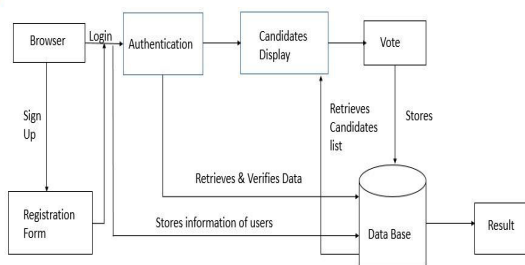 Browser
Login
Authentication
Candidates
Display
Vote
Sign
Up
Retrieves
Candidates
list
Stores
Retrieves & Verifies Data
Registration
Form
Stores information of users
Data Base
Result